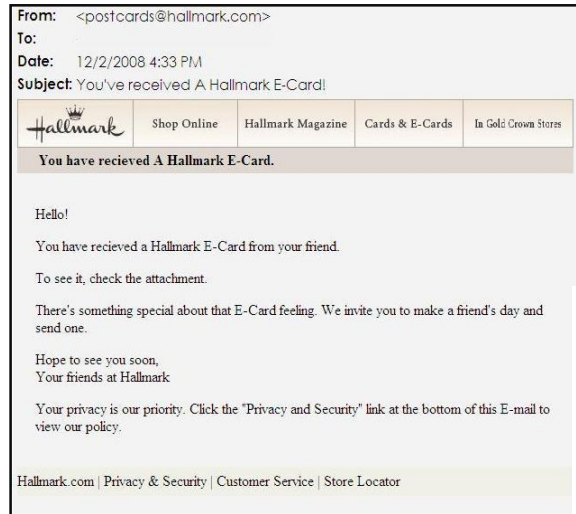 From: <postcards@hallmark.com>
To:
Date: 12/2/2008 4:33 PM
Subject: You've received A Hallmark E-Card!
Hallmark Shop Online Hallmark Magazine Cards & E-Cards In Gold Crown Stores
You have recieved A Hallmark E-Card.
Hello!
You have recieved a Hallmark E-Card from your friend.
To see it, check the attachment.
There's something special about that E-Card feeling. We invite you to make a friend's day and
send one.
Hope to see you soon,
Your friends at Hallmark
Your privacy is our priority. Click the "Privacy and Security" link at the bottom of this E-mail to
view our policy.
Hallmark.com | Privacy & Security | Customer Service | Store Locator